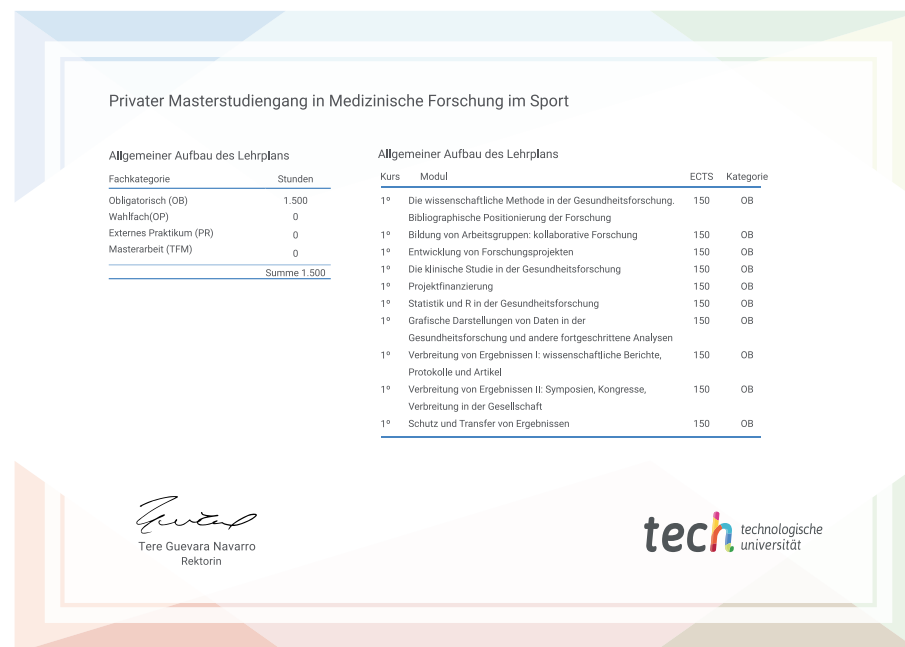 Privater Masterstudiengang in Medizinische Forschung im Sport
Allgemeiner Aufbau des Lehrplans
Fachkategorie Stunden
Obligatorisch (OB) 1.500
Wahlfach(OP) 0
Externes Praktikum (PR) 0
Masterarbeit (TFM) 0
Summe 1.500
Allgemeiner Aufbau des Lehrplans
Kurs Modul ECTS Kategorie
1º Die wissenschaftliche Methode in der Gesundheitsforschung. 150 OB
Bibliographische Positionierung der Forschung
1º Bildung von Arbeitsgruppen: kollaborative Forschung 150 OB
1º Entwicklung von Forschungsprojekten 150 OB
1º Die klinische Studie in der Gesundheitsforschung 150 OB
1º Projektfinanzierung 150 OB
1º Statistik und R in der Gesundheitsforschung 150 OB
1º Grafische Darstellungen von Daten in der 150 OB
Gesundheitsforschung und andere fortgeschrittene Analysen
1º Verbreitung von Ergebnissen I: wissenschaftliche Berichte, 150 OB
Protokolle und Artikel
1º Verbreitung von Ergebnissen II: Symposien, Kongresse, 150 OB
Verbreitung in der Gesellschaft
1º Schutz und Transfer von Ergebnissen 150 OB
Tere Guevara Navarro
Rektorin
tech technologische
universität